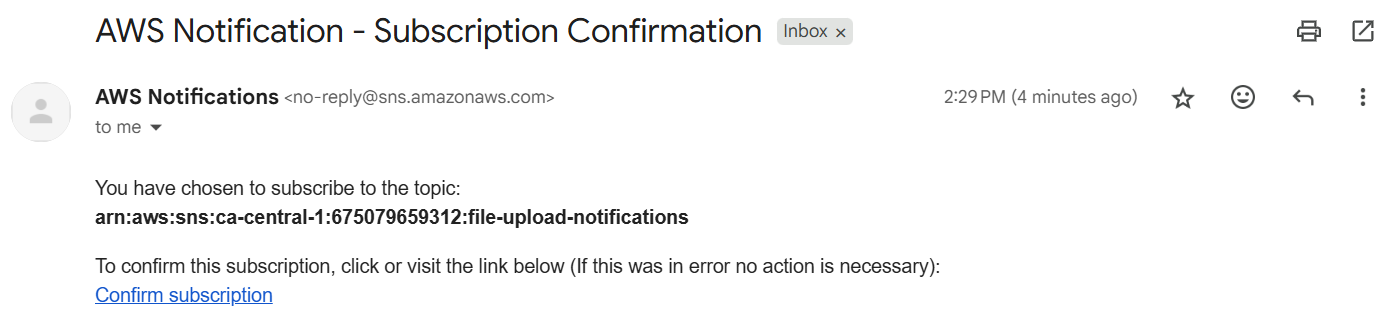 AWS Notification - Subscription Confirmation Inbox ×
AWS Notifications <no-reply@sns.amazonaws.com> 2:29 PM (4 minutes ago)
to me
You have chosen to subscribe to the topic:
arn:aws:sns:ca-central-1:675079659312:file-upload-notifications
To confirm this subscription, click or visit the link below (If this was in error no action is necessary):
Confirm subscription